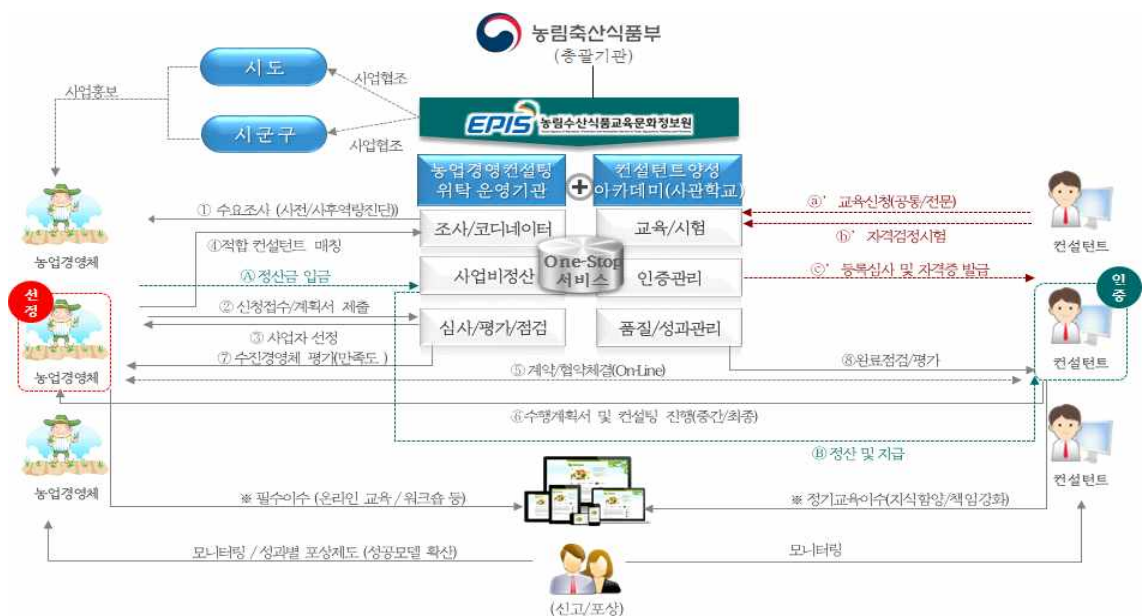 농림축산식품부
(총괄기관)
시도
사업협조
사업홍보
EPIS 농림수산식품교육문화정보원
시군구
사업협조
농업경영컨설팅
위탁 운영기관
컨설턴트양성
아카데미(사관학교)
① 수요조사 (사전/사후역량진단))
조사/코디네이터
교육/시험
ⓐ’ 교육신청(공통/전문)
ⓑ’ 자격검정시험
④적합 컨설턴트 매칭
농업경영체
컨설턴트
One-Stop
서비스
Ⓐ정산금 입금
사업비정산
인증관리
ⓒ’ 등록심사 및 자격증 발급
선정
인증
② 신청접수/계획서 제출
심사/평가/점검
품질/성과관리
③ 사업자 선정
⑦ 수진경영체 평가(만족도 )
⑧완료점검/평가
농업경영체
컨설턴트
⑤ 계약/협약체결(On-Line)
⑥수행계획서 및 컨설팅 진행(중간/최종)
Ⓑ 정산 및 지급
농업경영체
컨설턴트
※ 필수이수 (온라인 교육 / 워크숍 등)
※ 정기교육이수(지식함양/책임강화)
모니터링 / 성과별 포상제도 (성공모델 확산)
모니터링
(신고/포상)